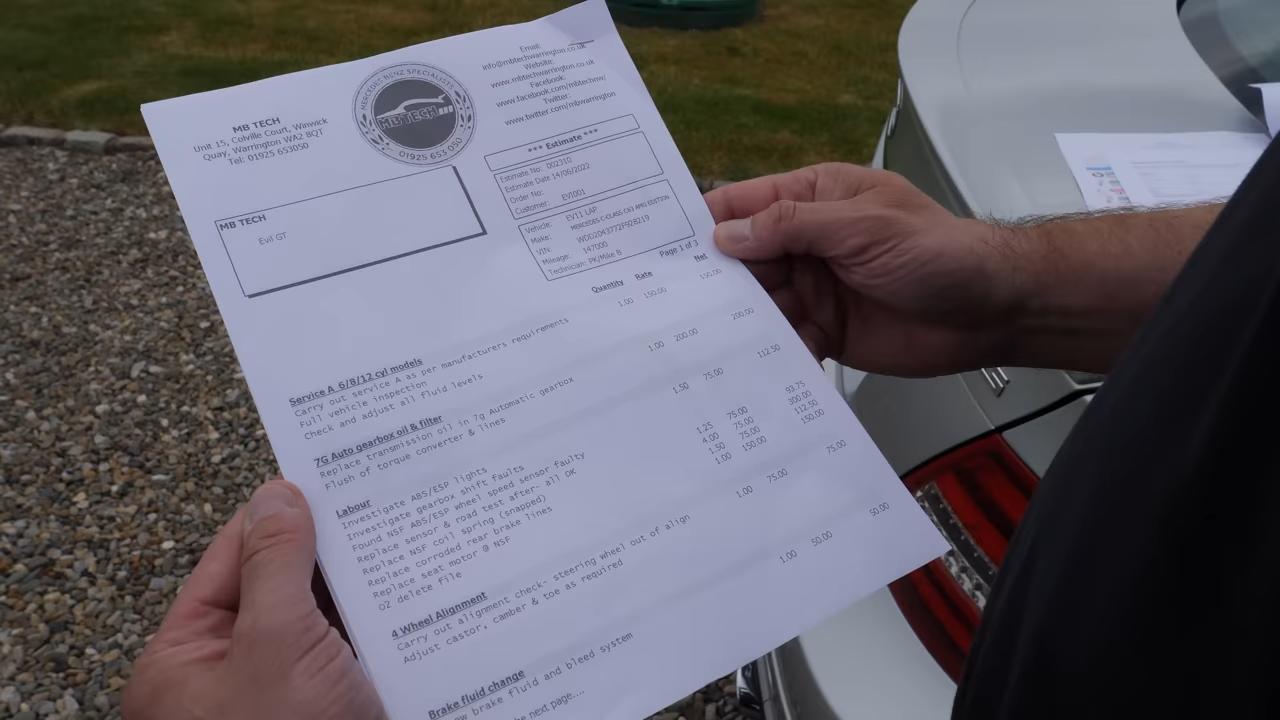 MB TECH
Unit 15, Colville Court, Winwick
Quay, Warrington WA2 8QT
Tel: 01925 653050
MERCEDES BENZ SPECIALISTS
MB TECH
01925 653 050
Email:
info@mbtechwarrington.co.uk
Website:
www.mbtechwarrington.co.uk
Facebook:
www.facebook.com/mbtechnw/
Twitter:
www.twitter.com/mbwarrington
*** Estimate ***
Estimate No: 002310
Estimate Date 14/06/2022
Order No:
Customer: EVI001
MB TECH
Evil GT
Vehicle: EV11 LAP
Make: MERCEDES C-CLASS C63 AMG EDITION
VIN: WDD2043772F928219
Mileage: 147000
Technician: PK/Mike B
Page 1 of 3
Quantity Rate Net
Service A 6/8/12 cyl models 1.00 150.00 150.00
Carry out service A as per manufacturers requirements
Full vehicle inspection
Check and adjust all fluid levels
7G Auto gearbox oil & filter 1.00 200.00 200.00
Replace transmission oil in 7g Automatic gearbox
Flush of torque converter & lines
Labour
Investigate ABS/ESP lights 1.50 75.00 112.50
Investigate gearbox shift faults
Found NSF ABS/ESP wheel speed sensor faulty
Replace sensor & road test after- all OK
Replace NSF coil spring (snapped) 1.25 75.00 93.75
Replace corroded rear brake lines 4.00 75.00 300.00
Replace seat motor @ NSF 1.50 75.00 112.50
O2 delete file 1.00 150.00 150.00
4 Wheel Alignment 1.00 75.00 75.00
Carry out alignment check- steering wheel out of align
Adjust castor, camber & toe as required
Brake fluid change 1.00 50.00 50.00
brake fluid and bleed system
next page....